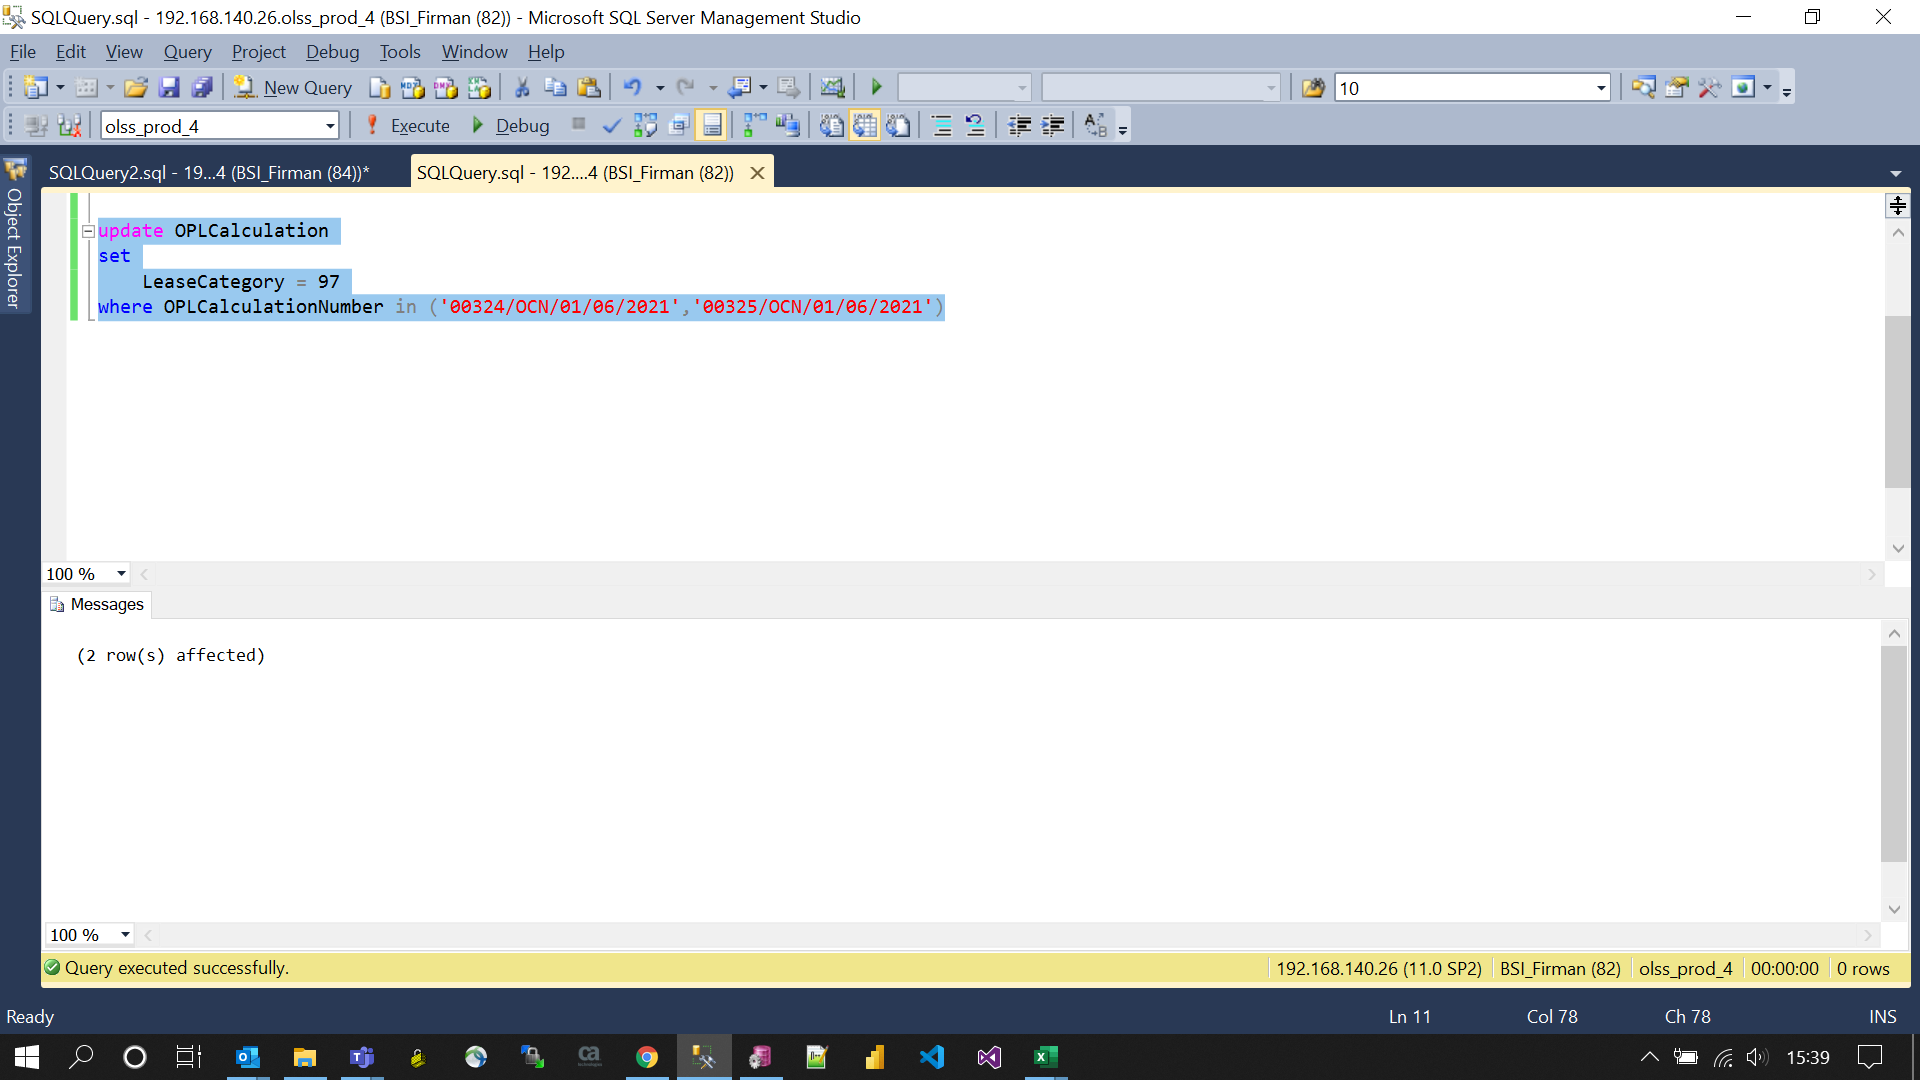 SQLQuery.sql - 192.168.140.26.olss_prod_4 (BSI_Firman (82)) - Microsoft SQL Server Management Studio
File Edit View Query Project Debug Tools Window Help
New Query 10
olss_prod_4 Execute Debug
SQLQuery2.sql - 19...4 (BSI_Firman (84))* SQLQuery.sql - 192....4 (BSI_Firman (82))
Object Explorer
update OPLCalculation
set
LeaseCategory = 97
where OPLCalculationNumber in ('00324/OCN/01/06/2021','00325/OCN/01/06/2021')
100 %
Messages
(2 row(s) affected)
100 %
Query executed successfully. 192.168.140.26 (11.0 SP2) BSI_Firman (82) olss_prod_4 00:00:00 0 rows
Ready Ln 11 Col 78 Ch 78 INS
15:39